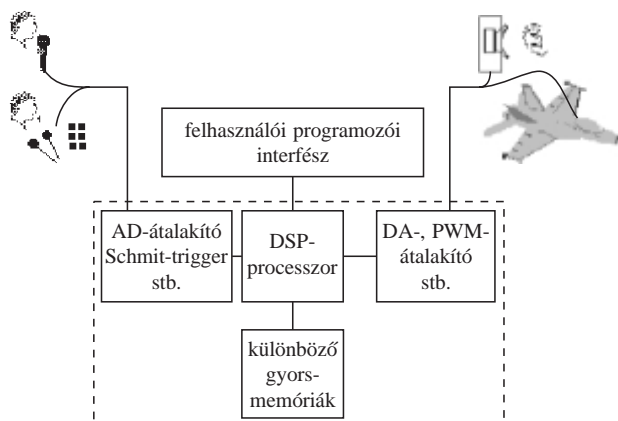 felhasználói programozói
interfész
AD-átalakító
Schmit-trigger
stb.
DSP-
processzor
DA-, PWM-
átalakító
stb.
különböző
gyors-
memóriák